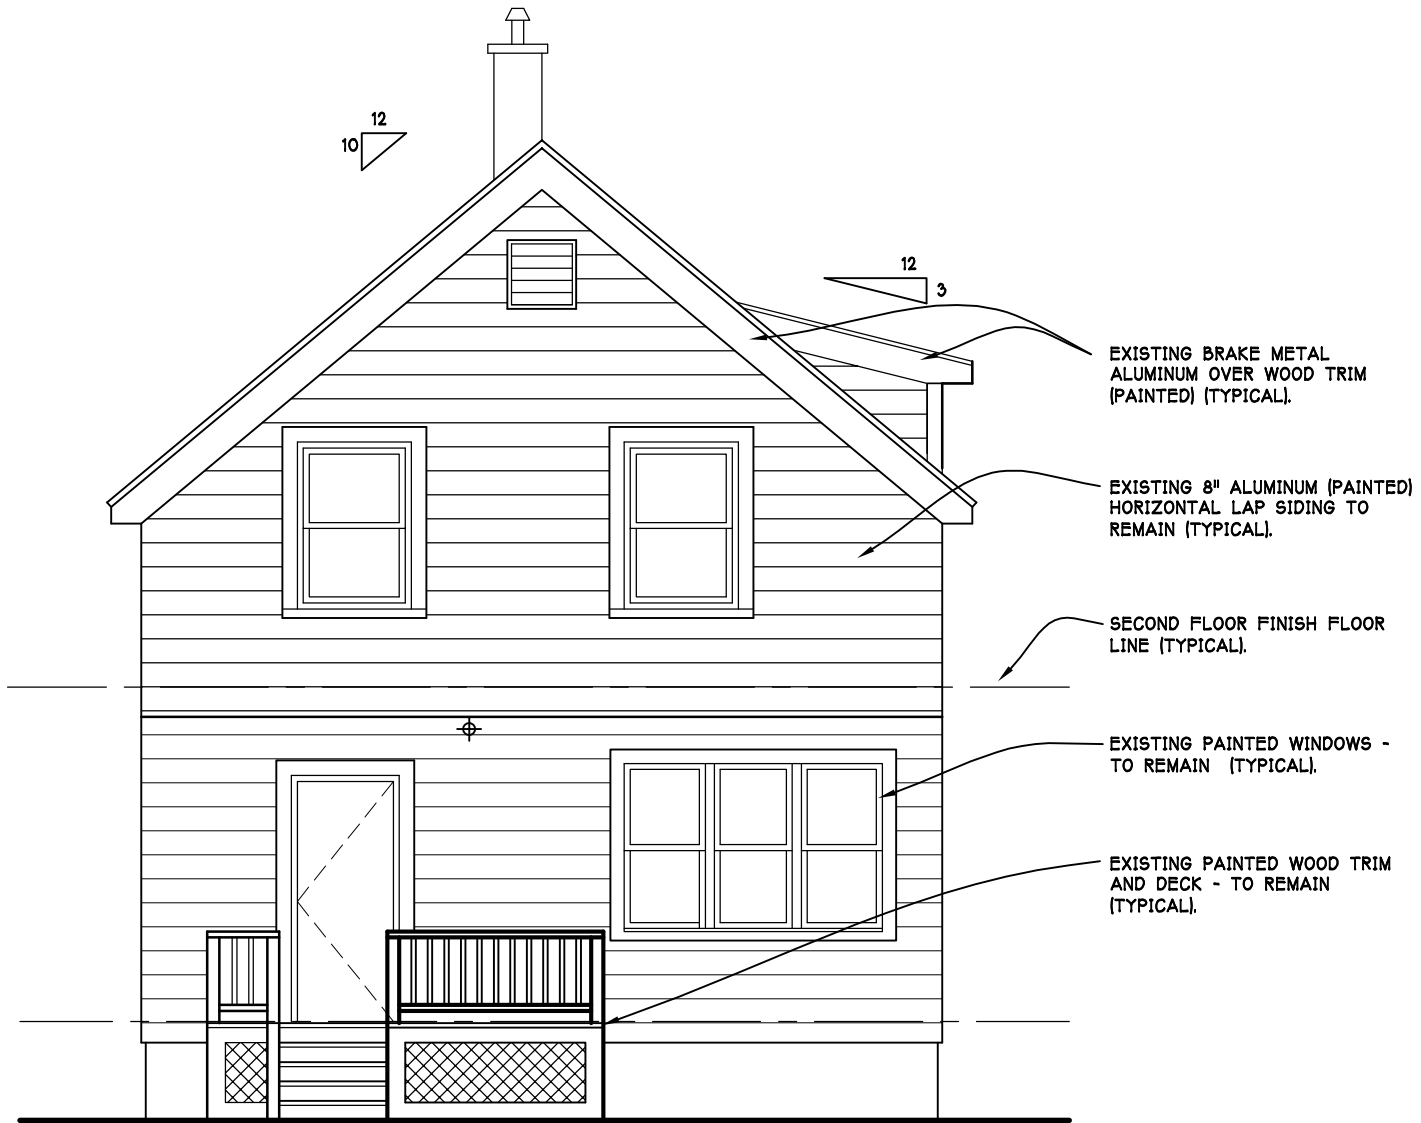 12
10
12
3
EXISTING BRAKE METAL
ALUMINUM OVER WOOD TRIM
(PAINTED) (TYPICAL).
EXISTING 8" ALUMINUM (PAINTED)
HORIZONTAL LAP SIDING TO
REMAIN (TYPICAL).
SECOND FLOOR FINISH FLOOR
LINE (TYPICAL).
EXISTING PAINTED WINDOWS -
TO REMAIN (TYPICAL).
EXISTING PAINTED WOOD TRIM
AND DECK - TO REMAIN
(TYPICAL).